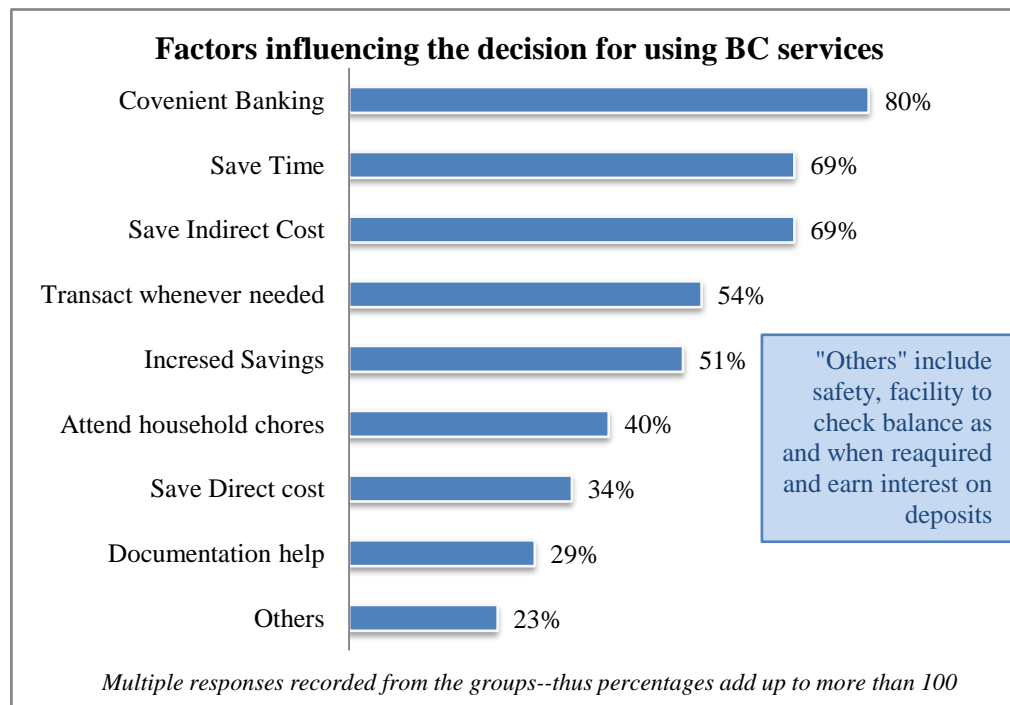 Factors influencing the decision for using BC services
Covenient Banking 80%
Save Time 69%
Save Indirect Cost 69%
Transact whenever needed 54%
Incresed Savings 51%
Attend household chores 40%
Save Direct cost 34%
Documentation help 29%
Others 23%
"Others" include
safety, facility to
check balance as
and when reaquired
and earn interest on
deposits
Multiple responses recorded from the groups--thus percentages add up to more than 100